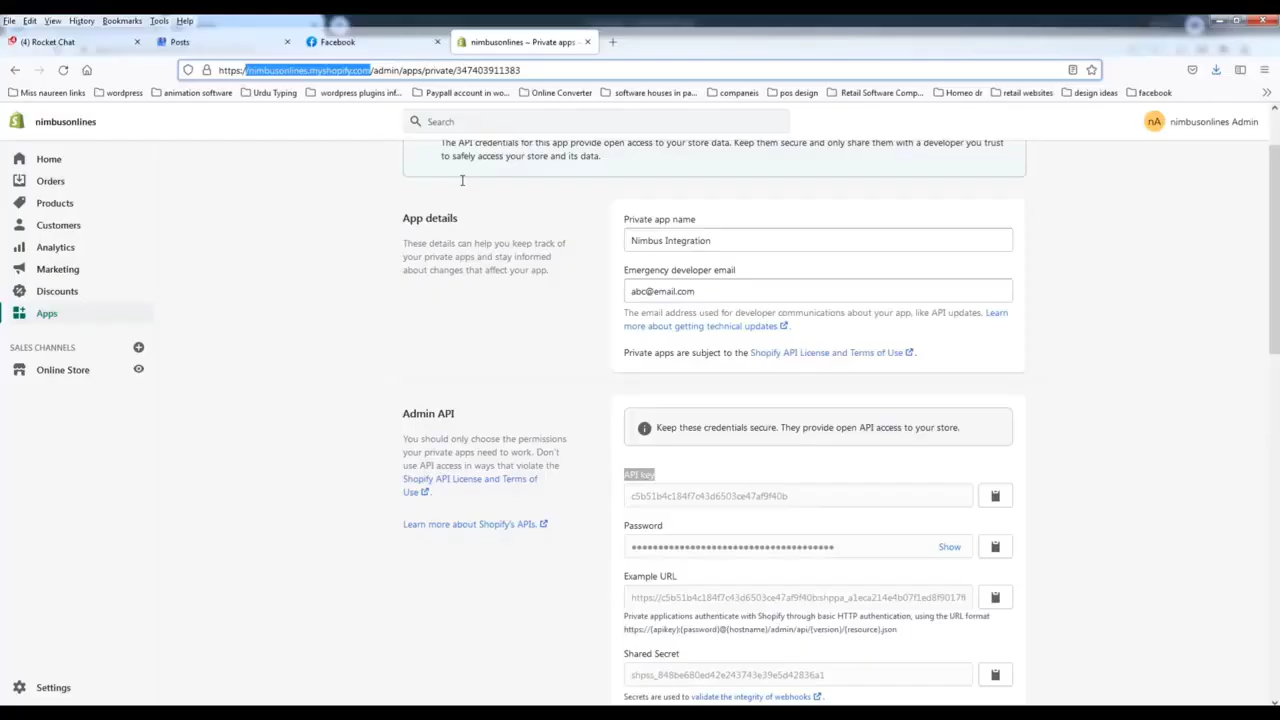 File Edit View History Bookmarks Tools Help
(4) Rocket Chat
Posts
Facebook
nimbusonlines ~ Private apps ~
https://nimbusonlines.myshopify.com/admin/apps/private/347403911383
Miss naureen links wordpress animation software Urdu Typing wordpress plugins inf... Paypall account in wo... Online Converter software houses in pa... companeis pos design Retail Software Comp... Homeo dr retail websites design ideas facebook
nimbusonlines
Search
nA nimbusonlines Admin
The API credentials for this app provide open access to your store data. Keep them secure and only share them with a developer you trust
to safely access your store and its data.
Home
Orders
Products
Customers
Analytics
Marketing
Discounts
Apps
SALES CHANNELS
Online Store
Settings
App details
These details can help you keep track of
your private apps and stay informed
about changes that affect your app.
Private app name
Nimbus Integration
Emergency developer email
abc@email.com
The email address used for developer communications about your app, like API updates. Learn
more about getting technical updates.
Private apps are subject to the Shopify API License and Terms of Use.
Admin API
You should only choose the permissions
your private apps need to work. Don't
use API access in ways that violate the
Shopify API License and Terms of
Use.
Learn more about Shopify's APIs.
Keep these credentials secure. They provide open API access to your store.
API key
c5b51b4c184f7c43d6503ce47af9f40b
Password
Show
Example URL
https://c5b51b4c184f7c43d6503ce47af9f40b:shppa_a1eca214e4b07f1ed8f9017f
Private applications authenticate with Shopify through basic HTTP authentication, using the URL format
https://{apikey}:{password}@{hostname}/admin/api/{version}/{resource}.json
Shared Secret
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
Secrets are used to validate the integrity of webhooks.